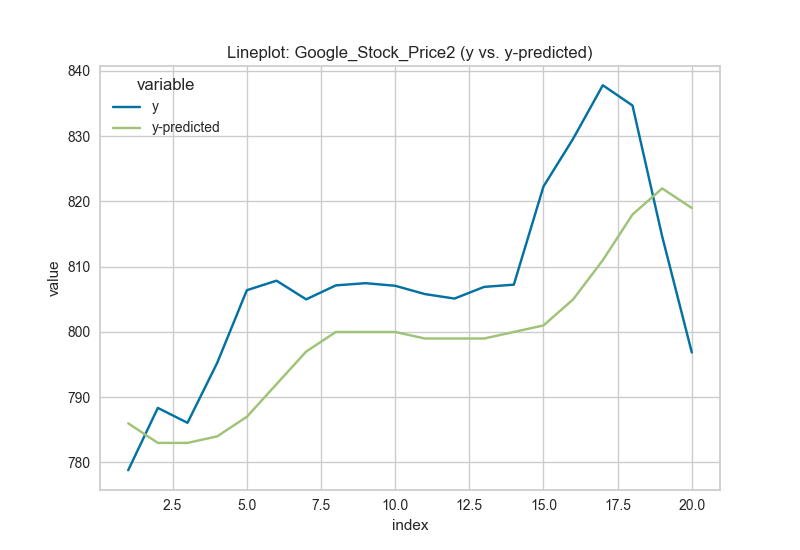 Lineplot: Google_Stock_Price2 (y vs. y-predicted)
variable
y
y-predicted
value
840
830
820
810
800
790
780
2.5 5.0 7.5 10.0 12.5 15.0 17.5 20.0
index